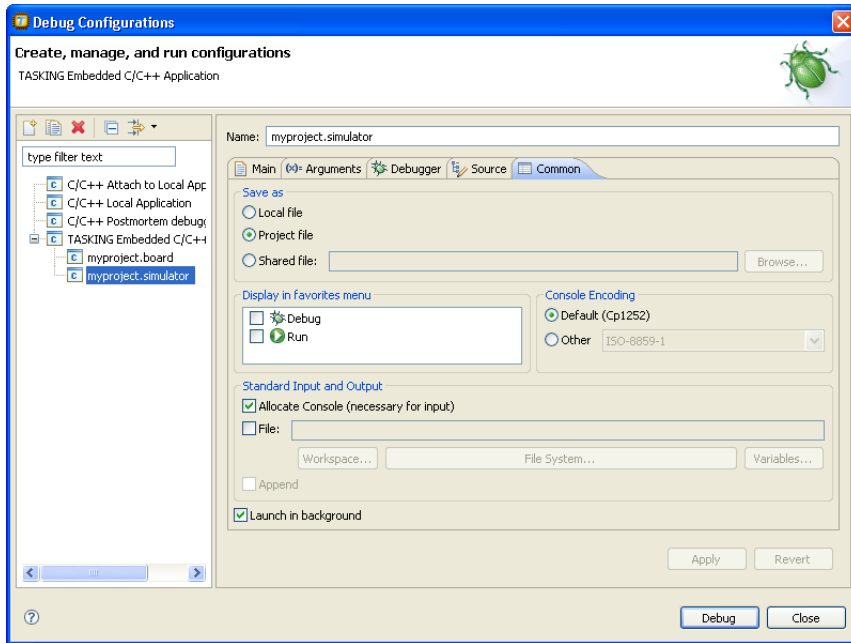 Debug Configurations
Create, manage, and run configurations
TASKING Embedded C/C++ Application
type filter text
C/C++ Attach to Local App
C/C++ Local Application
C/C++ Postmortem debugg
TASKING Embedded C/C++
myproject.board
myproject.simulator
Name: myproject.simulator
Main (x)= Arguments Debugger Source Common
Save as
Local file
Project file
Shared file: Browse...
Display in favorites menu
Debug
Run
Console Encoding
Default (Cp1252)
Other ISO-8859-1
Standard Input and Output
Allocate Console (necessary for input)
File:
Workspace... File System... Variables...
Append
Launch in background
Apply Revert
Debug Close